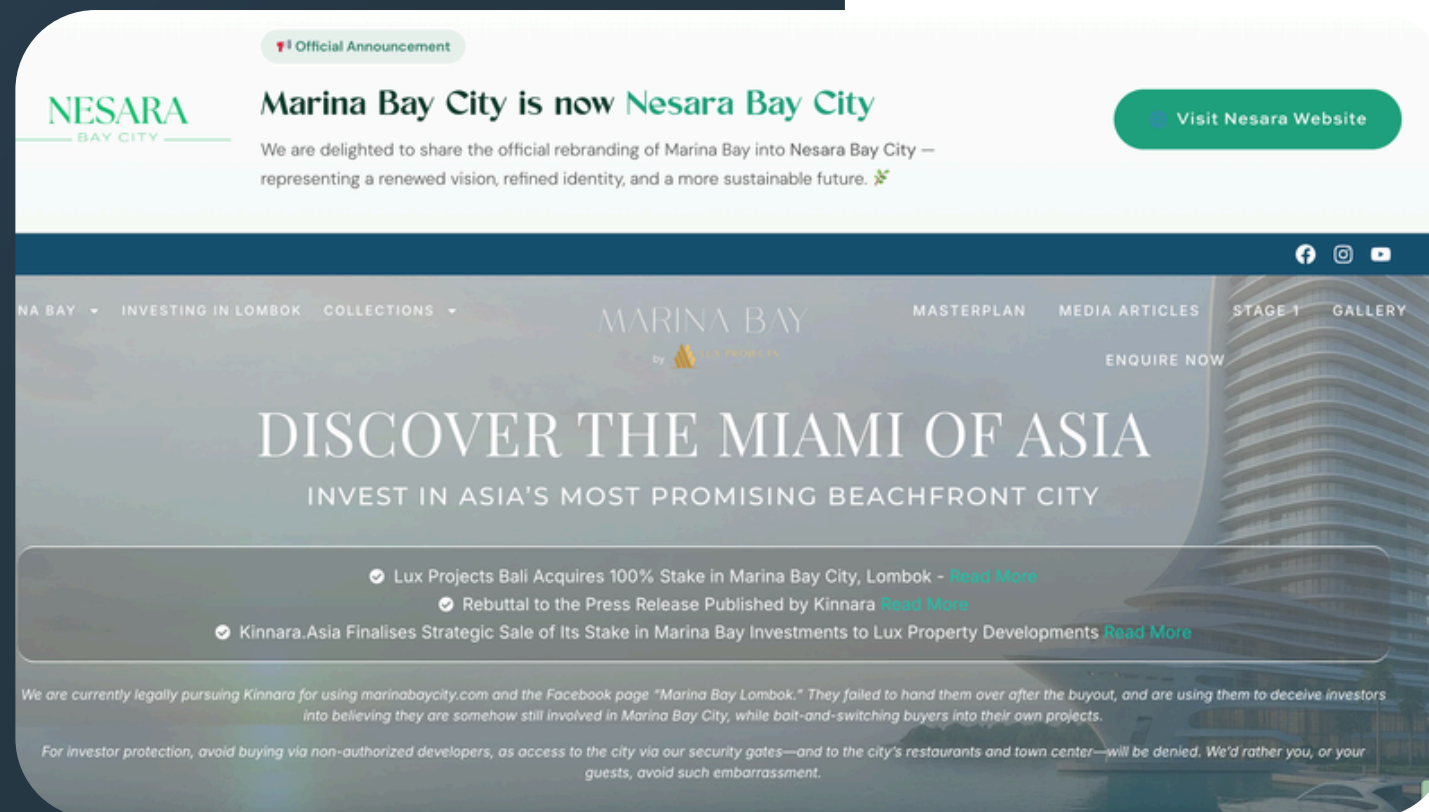 Official Announcement
NESARA
BAY CITY
Marina Bay City is now Nesara Bay City
We are delighted to share the official rebranding of Marina Bay into Nesara Bay City —
representing a renewed vision, refined identity, and a more sustainable future.
Visit Nesara Website
NA BAY
INVESTING IN LOMBOK
COLLECTIONS
MARINA BAY
by LUX PROJECTS
MASTERPLAN
MEDIA ARTICLES
STAGE 1
GALLERY
ENQUIRE NOW
DISCOVER THE MIAMI OF ASIA
INVEST IN ASIA'S MOST PROMISING BEACHFRONT CITY
Lux Projects Bali Acquires 100% Stake in Marina Bay City, Lombok - Read More
Rebuttal to the Press Release Published by Kinnara Read More
Kinnara.Asia Finalises Strategic Sale of Its Stake in Marina Bay Investments to Lux Property Developments Read More
We are currently legally pursuing Kinnara for using marinabaycity.com and the Facebook page "Marina Bay Lombok." They failed to hand them over after the buyout, and are using them to deceive investors
into believing they are somehow still involved in Marina Bay City, while bait-and-switching buyers into their own projects.
For investor protection, avoid buying via non-authorized developers, as access to the city via our security gates—and to the city's restaurants and town center—will be denied. We'd rather you, or your
guests, avoid such embarrassment.